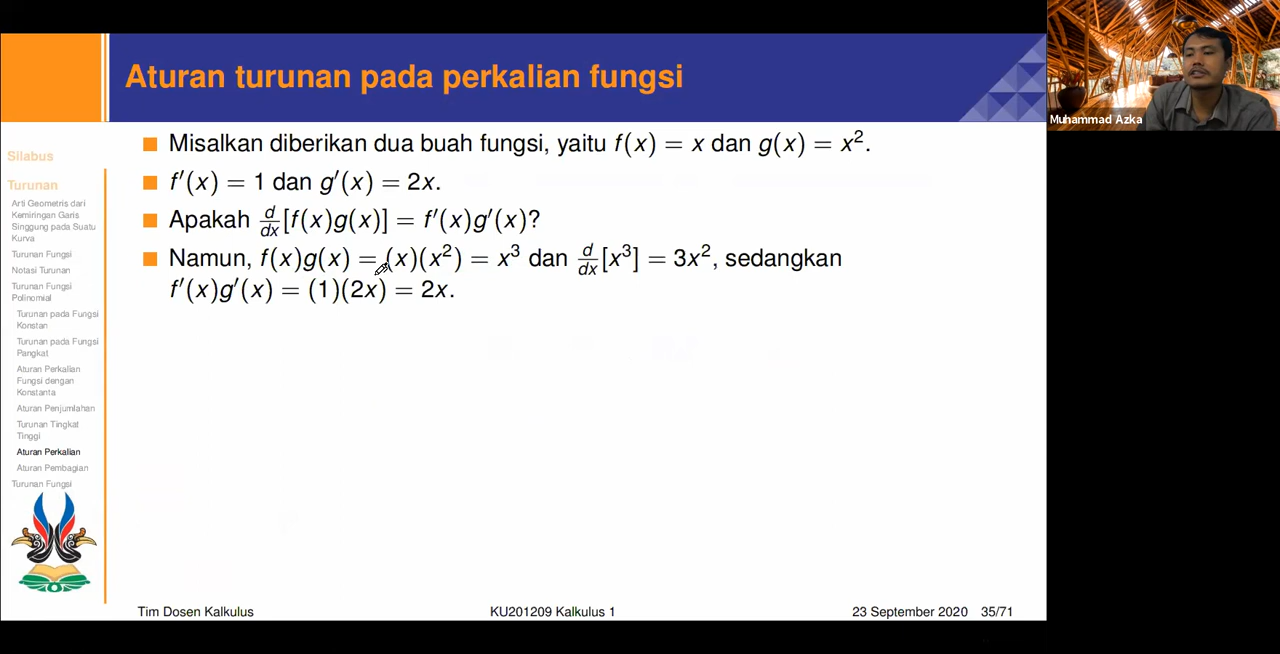 Aturan turunan pada perkalian fungsi
Muhammad Azka
Silabus
Turunan
Arti Geometris dari
Kemiringan Garis
Singgung pada Suatu
Kurva
Turunan Fungsi
Notasi Turunan
Turunan Fungsi
Polinomial
Turunan pada Fungsi
Konstan
Turunan pada Fungsi
Pangkat
Aturan Perkalian
Fungsi dengan
Konstanta
Aturan Penjumlahan
Turunan Tingkat
Tinggi
Aturan Perkalian
Aturan Pembagian
Turunan Fungsi
Misalkan diberikan dua buah fungsi, yaitu f(x) = x dan g(x) = x².
f′(x) = 1 dan g′(x) = 2x.
Apakah d/dx[f(x)g(x)] = f′(x)g′(x)?
Namun, f(x)g(x) = (x)(x²) = x³ dan d/dx[x³] = 3x², sedangkan
f′(x)g′(x) = (1)(2x) = 2x.
Tim Dosen Kalkulus KU201209 Kalkulus 1 23 September 2020 35/71